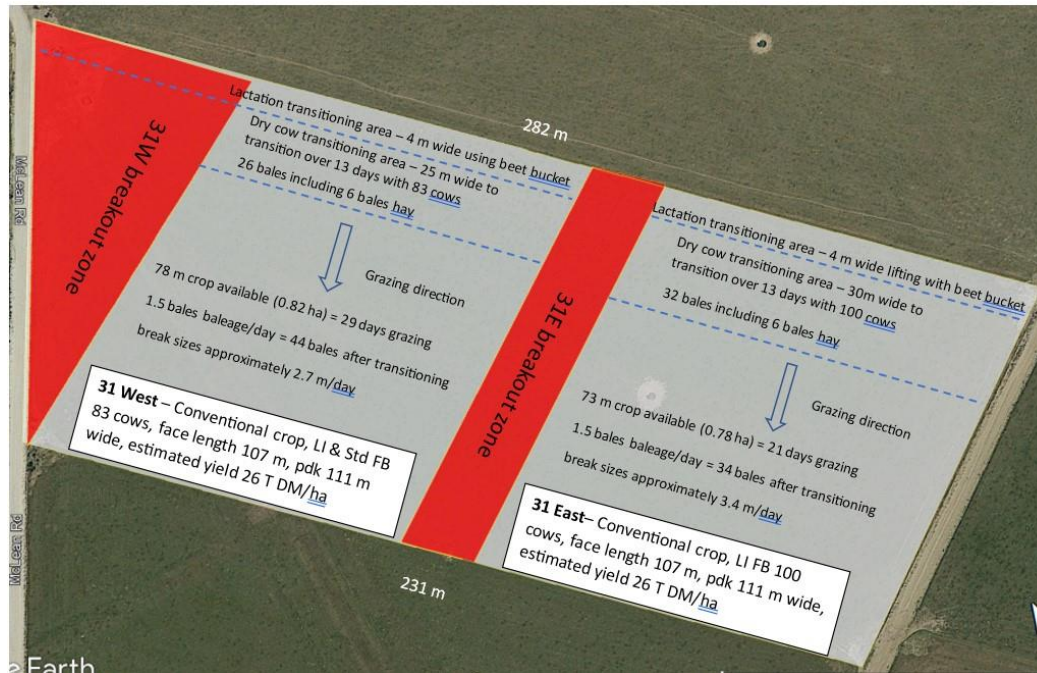 McLean Rd
31W breakout zone
Lactation transitioning area – 4 m wide using beet bucket
Dry cow transitioning area – 25 m wide to
transition over 13 days with 83 cows
26 bales including 6 bales hay
Grazing direction
78 m crop available (0.82 ha) = 29 days grazing
1.5 bales baleage/day = 44 bales after transitioning
break sizes approximately 2.7 m/day
31 West – Conventional crop, LI & Std FB
83 cows, face length 107 m, pdk 111 m
wide, estimated yield 26 T DM/ha
282 m
31E breakout zone
Lactation transitioning area – 4 m wide lifting with beet bucket
Dry cow transitioning area – 30m wide to
transition over 13 days with 100 cows
32 bales including 6 bales hay
Grazing direction
73 m crop available (0.78 ha) = 21 days grazing
1.5 bales baleage/day = 34 bales after transitioning
break sizes approximately 3.4 m/day
31 East– Conventional crop, LI FB 100
cows, face length 107 m, pdk 111 m wide,
estimated yield 26 T DM/ha
McLean Rd
231 m
e Earth